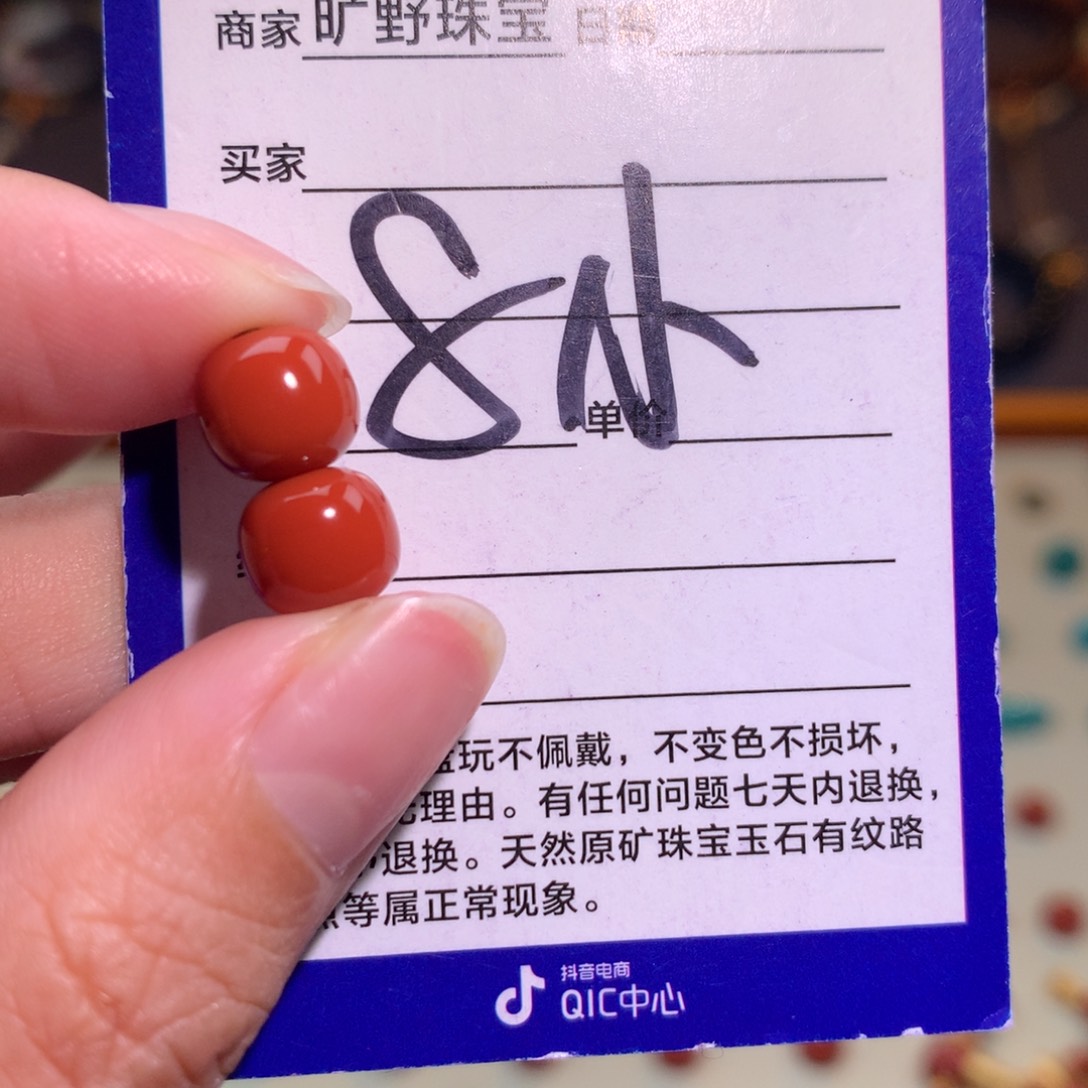 商家 旷野珠宝 日期
买家
单价
玩不佩戴，不变色不损坏，
理由。有任何问题七天内退换，
退换。天然原矿珠宝玉石有纹路
等属正常现象。
抖音电商
QIC中心